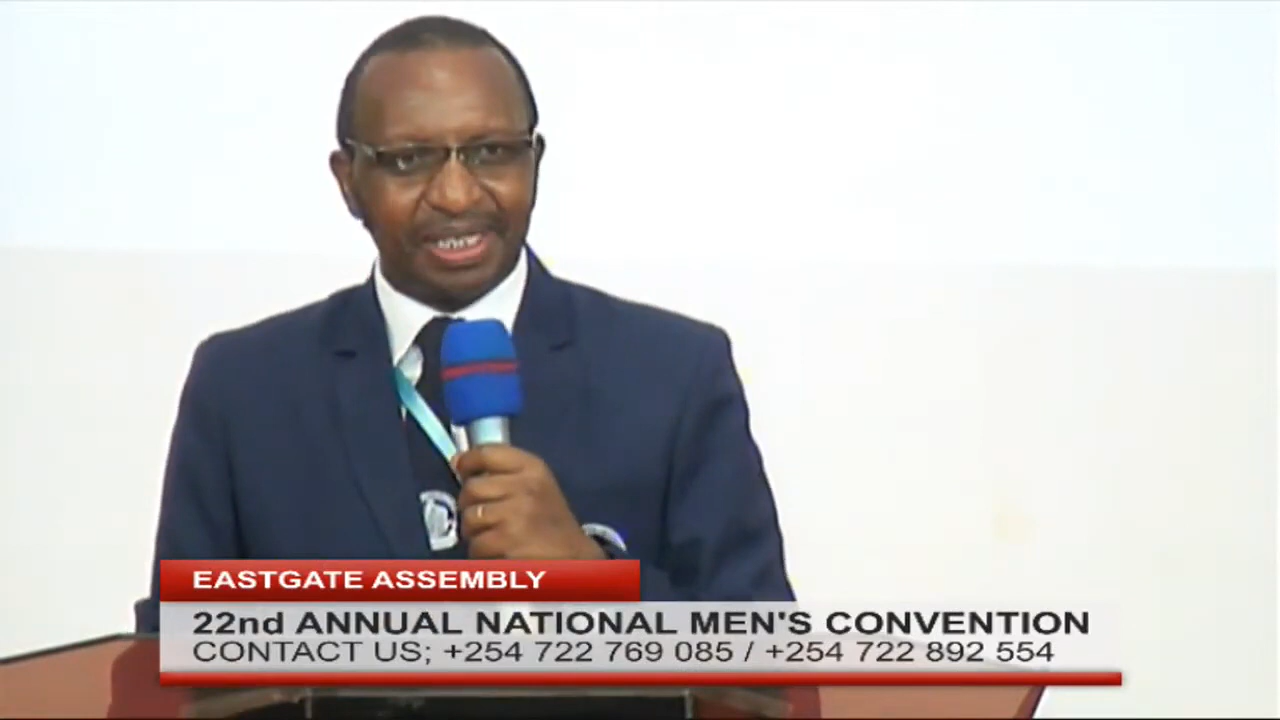 EASTGATE ASSEMBLY
22nd ANNUAL NATIONAL MEN'S CONVENTION
CONTACT US; +254 722 769 085 / +254 722 892 554